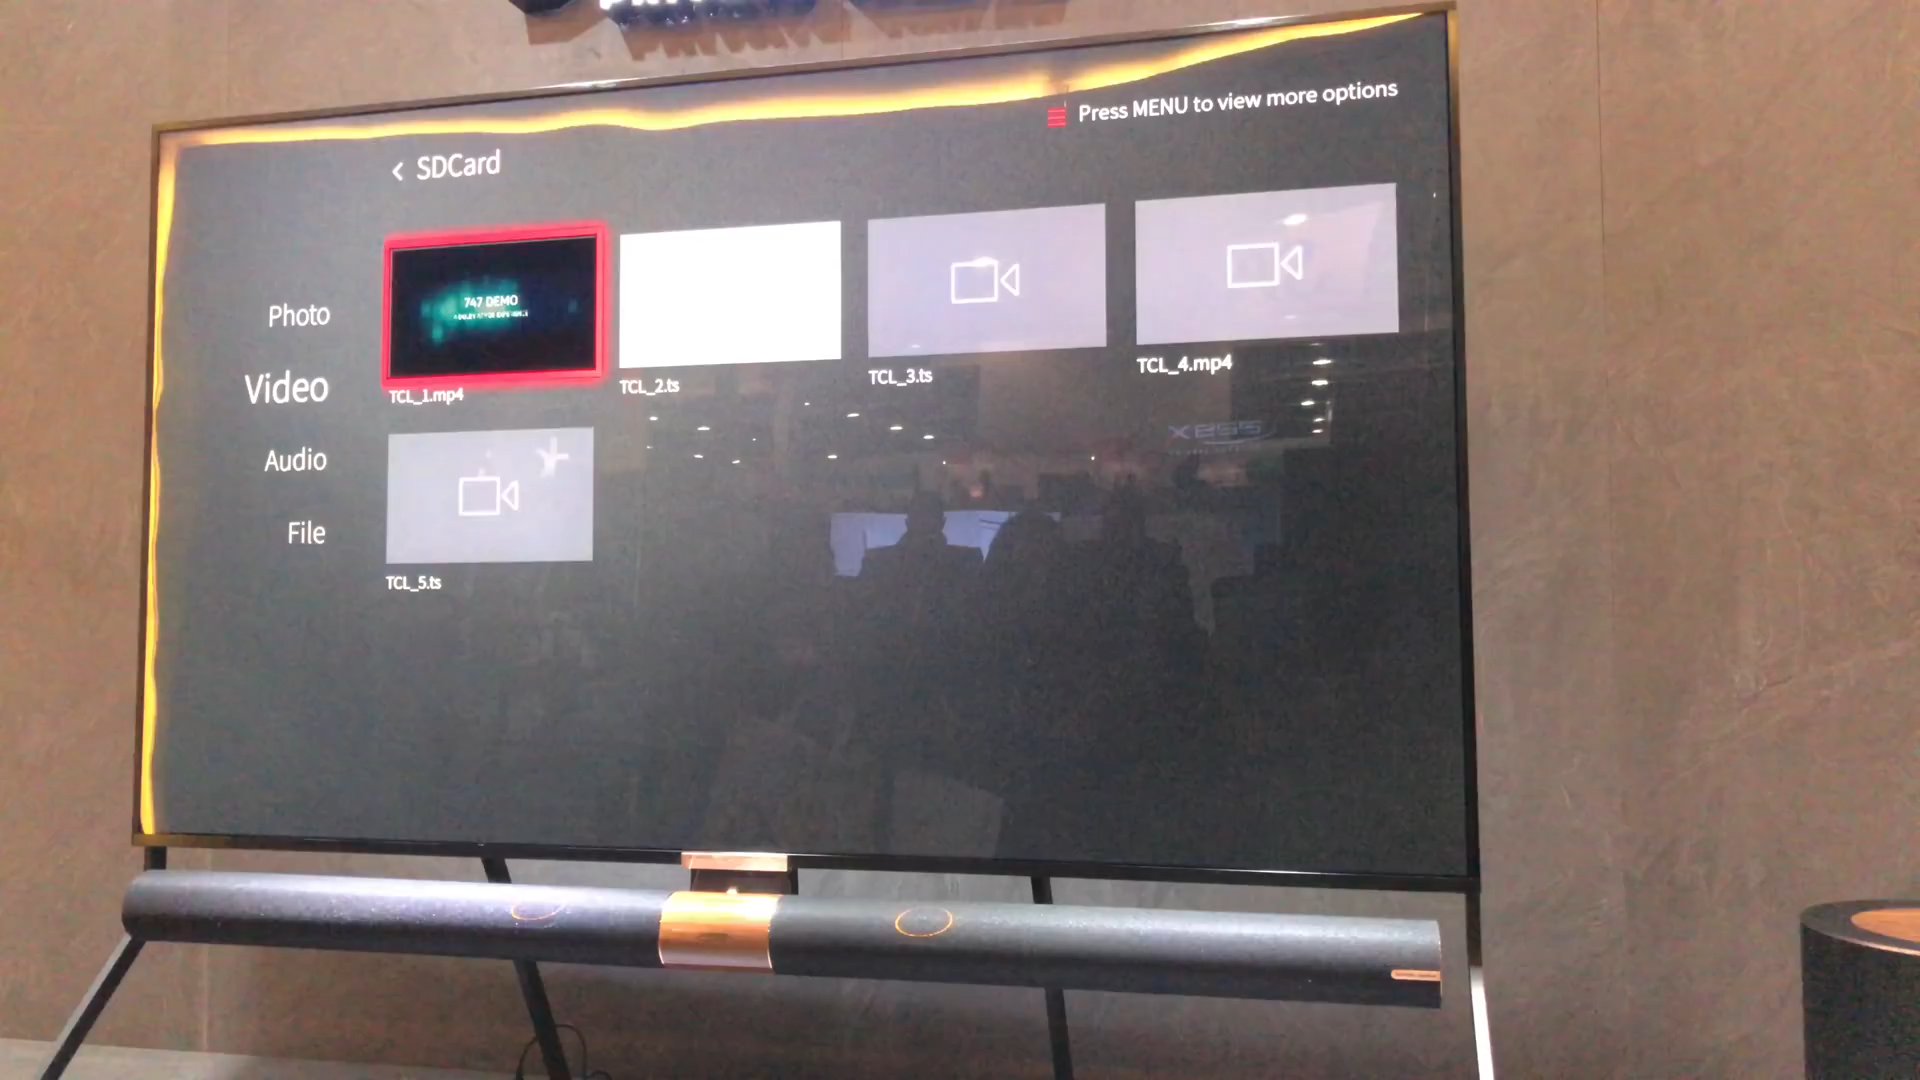 Press MENU to view more options
< SDCard
Photo
Video
Audio
File
747 DEMO
TCL_1.mp4
TCL_2.ts
TCL_3.ts
TCL_4.mp4
TCL_5.ts